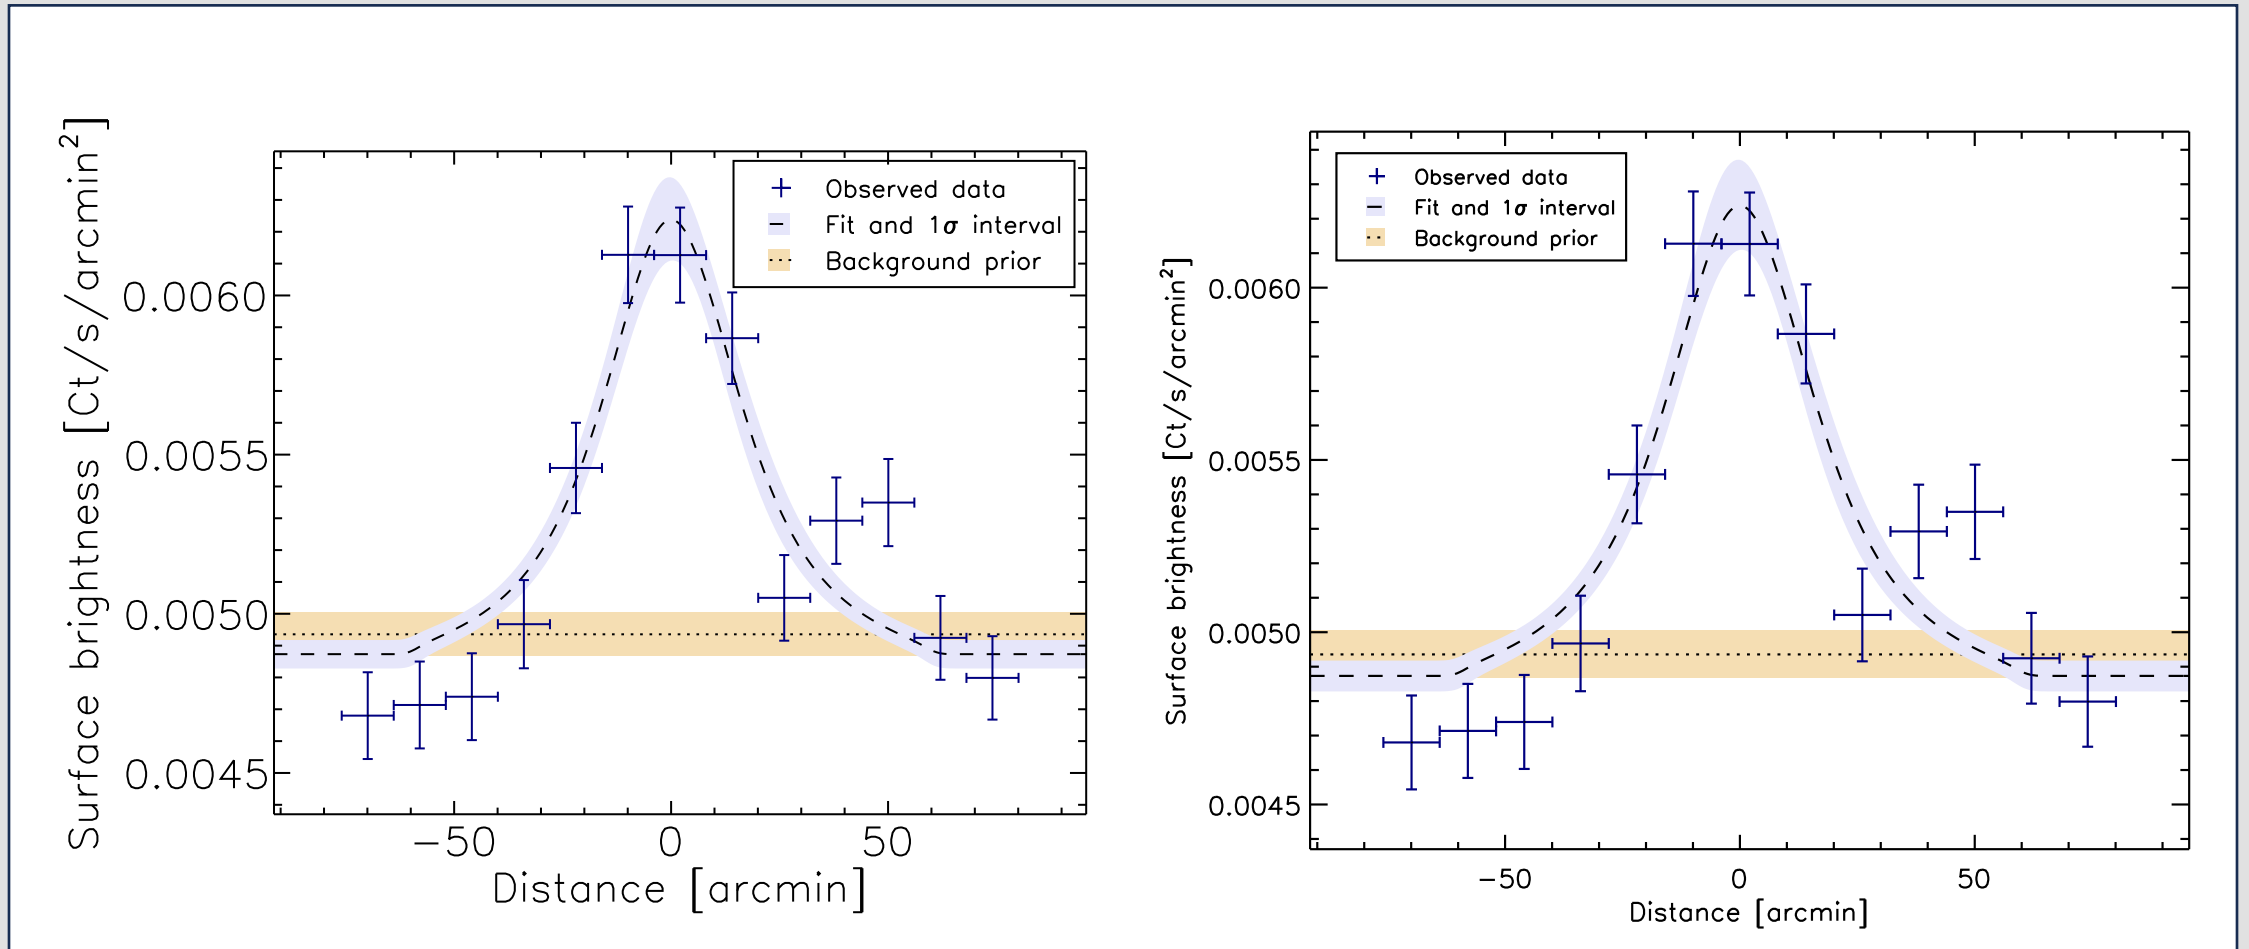 Surface brightness [Ct/s/arcmin²]
0.0060
0.0055
0.0050
0.0045
Observed data
Fit and 1σ interval
Background prior
−50 0 50
Distance [arcmin]
Surface brightness [Ct/s/arcmin²]
0.0060
0.0055
0.0050
0.0045
Observed data
Fit and 1σ interval
Background prior
−50 0 50
Distance [arcmin]